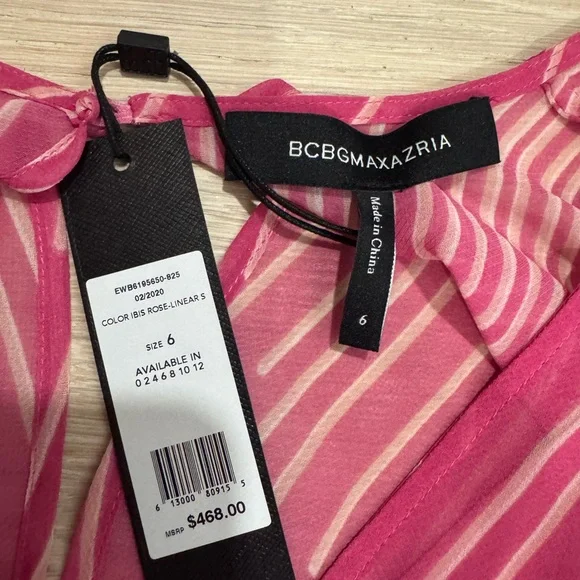 BCBGMAXAZRIA
Made in China
6
EWB6195650-825
02/2020
COLOR IBIS ROSE-LINEAR S
SIZE 6
AVAILABLE IN
0 2 4 6 8 10 12
6 13000 80915 5
MSRP $468.00